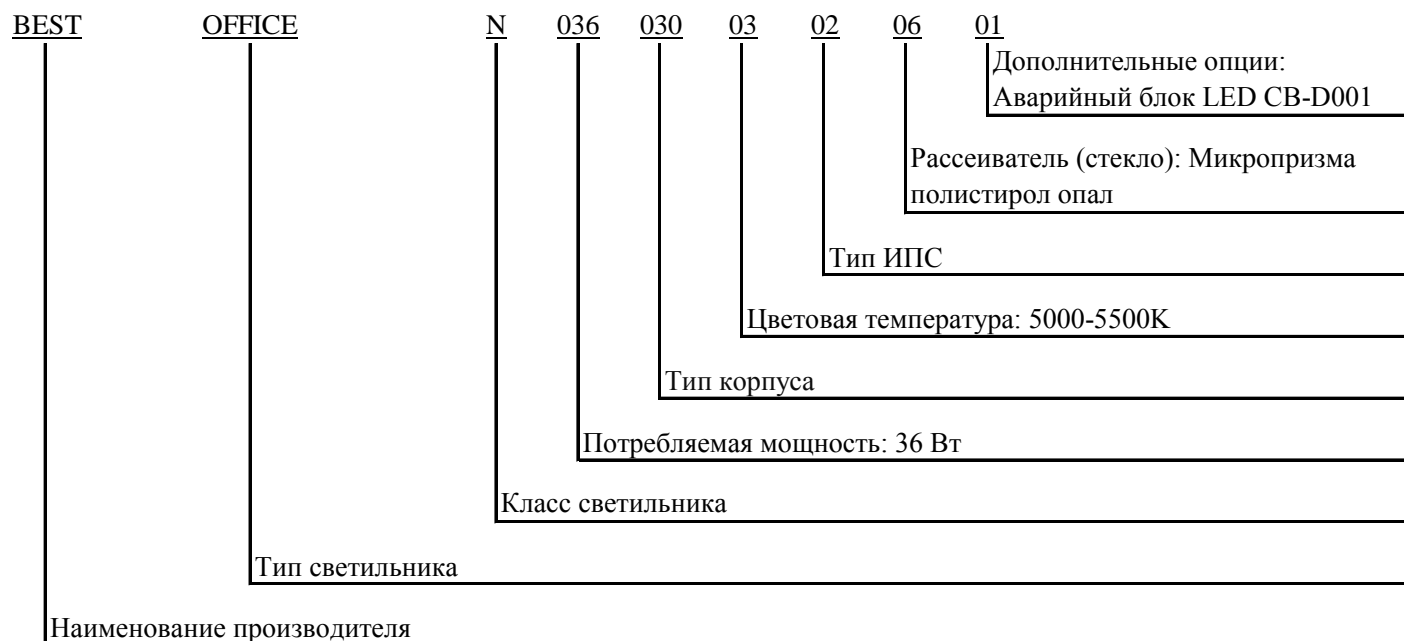 BEST OFFICE N 036 030 03 02 06 01
Дополнительные опции:
Аварийный блок LED CB-D001
Рассеиватель (стекло): Микропризма
полистирол опал
Тип ИПС
Цветовая температура: 5000-5500K
Тип корпуса
Потребляемая мощность: 36 Вт
Класс светильника
Тип светильника
Наименование производителя